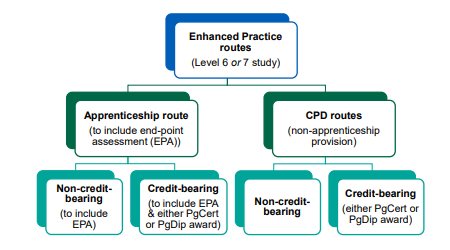 Enhanced Practice
routes
(Level 6 or 7 study)
Apprenticeship route
(to include end-point
assessment (EPA))
CPD routes
(non-apprenticeship
provision)
Non-credit-
bearing
(to include
EPA)
Credit-bearing
(to include EPA
& either PgCert
or PgDip award)
Non-credit-
bearing
Credit-bearing
(either PgCert or
PgDip award)